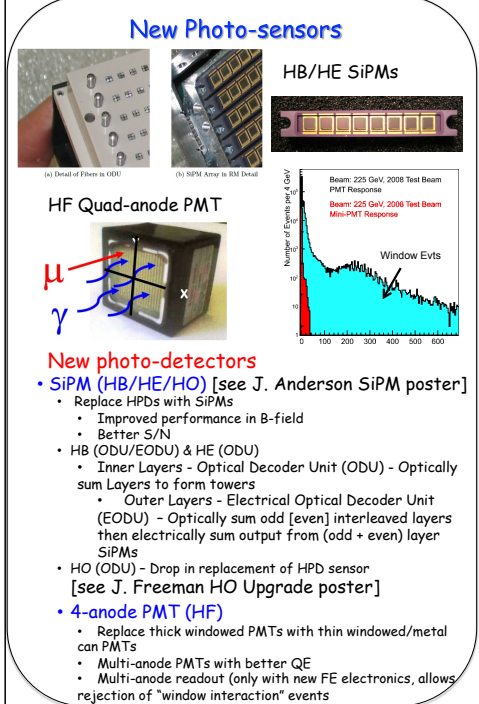 New Photo-sensors
HB/HE SiPMs
(a) Detail of Fibers in ODU
(b) SiPM Array in RM Detail
HF Quad-anode PMT
μ
γ
Y
X
Number of Events per 4 GeV
Beam: 225 GeV, 2008 Test Beam
PMT Response
Beam: 225 GeV, 2008 Test Beam
Mini-PMT Response
Window Evts
10⁵
10³
10²
10
1
0 100 200 300 400 500 600
New photo-detectors
• SiPM (HB/HE/HO) [see J. Anderson SiPM poster]
• Replace HPDs with SiPMs
• Improved performance in B-field
• Better S/N
• HB (ODU/EODU) & HE (ODU)
• Inner Layers - Optical Decoder Unit (ODU) - Optically
sum Layers to form towers
• Outer Layers - Electrical Optical Decoder Unit
(EODU) – Optically sum odd [even] interleaved layers
then electrically sum output from (odd + even) layer
SiPMs
• HO (ODU) – Drop in replacement of HPD sensor
[see J. Freeman HO Upgrade poster]
• 4-anode PMT (HF)
• Replace thick windowed PMTs with thin windowed/metal
can PMTs
• Multi-anode PMTs with better QE
• Multi-anode readout (only with new FE electronics, allows
rejection of “window interaction” events